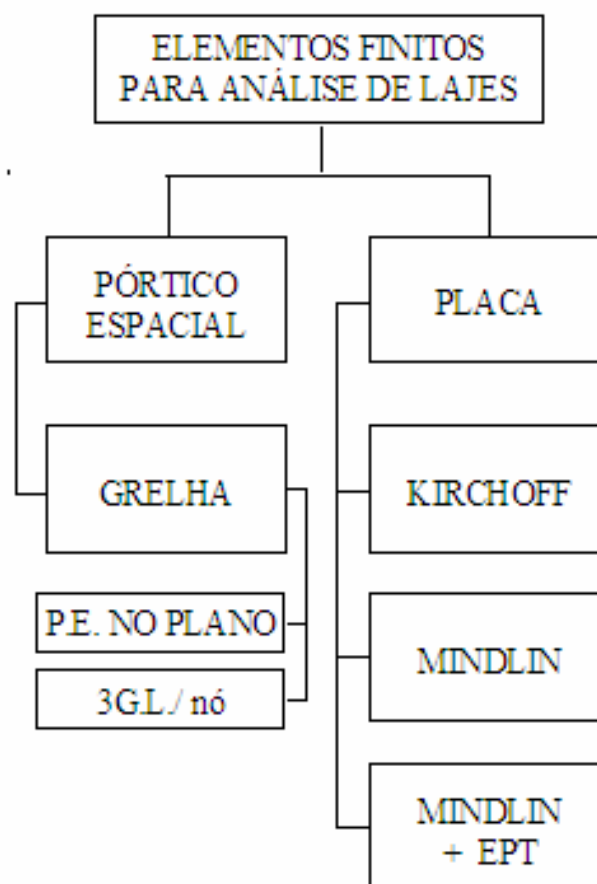 ELEMENTOS FINITOS
PARA ANÁLISE DE LAJES
PÓRTICO
ESPACIAL
PLACA
GRELHA
KIRCHOFF
P.E. NO PLANO
MINDLIN
3G.L./ nó
MINDLIN
+ EPT